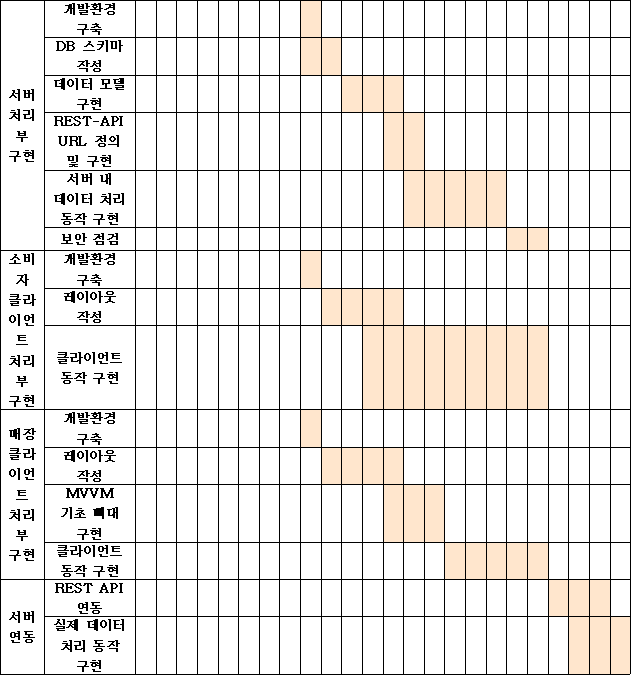 서버
처리
부
구현
개발환경
구축
DB 스키마
작성
데이터 모델
구현
REST-API
URL 정의
및 구현
서버 내
데이터 처리
동작 구현
보안 점검
소비
자
클라
이언
트
처리
부
구현
개발환경
구축
레이아웃
작성
클라이언트
동작 구현
매장
클라
이언
트
처리
부
구현
개발환경
구축
레이아웃
작성
MVVM
기초 뼈대
구현
클라이언트
동작 구현
서버
연동
REST API
연동
실제 데이터
처리 동작
구현